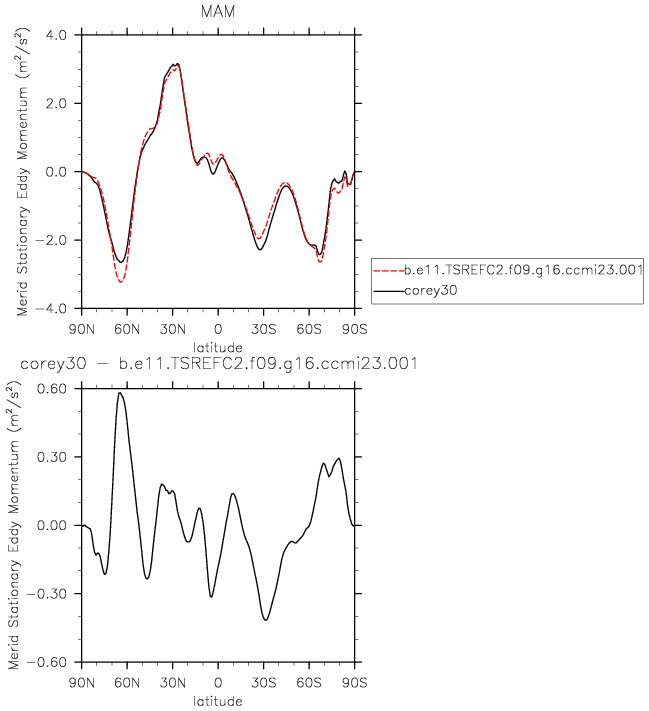 MAM
Merid Stationary Eddy Momentum (m²/s²)
4.0
2.0
0.0
−2.0
−4.0
90N 60N 30N 0 30S 60S 90S
latitude
b.e11.TSREFC2.f09.g16.ccmi23.001
corey30
corey30 − b.e11.TSREFC2.f09.g16.ccmi23.001
Merid Stationary Eddy Momentum (m²/s²)
0.60
0.30
0.00
−0.30
−0.60
90N 60N 30N 0 30S 60S 90S
latitude